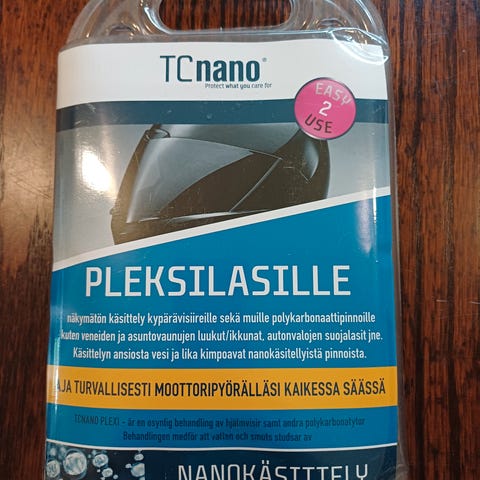 TCnano®
Protect what you care for
EASY
2
USE
PLEKSILASILLE
näkymätön käsittely kypärävisiireille sekä muille polykarbonaattipinnoille
kuten veneiden ja asuntovaunujen luukut/ikkunat, autonvalojen suojalasit jne.
Käsittelyn ansiosta vesi ja lika kimpoavat nanokäsitellyistä pinnoista.
AJA TURVALLISESTI MOOTTORIPYÖRÄLLÄSI KAIKESSA SÄÄSSÄ
TCNANO PLEXI - är en osynlig behandling av hjälmvisir samt andra polykarbonatytor
Behandlingen medför att vatten och smuts studsar av
NANOKÄSITTELY